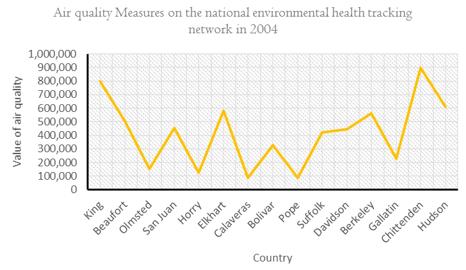 Air quality Measures on the national environmental health tracking
network in 2004
Value of air quality
1,000,000
900,000
800,000
700,000
600,000
500,000
400,000
300,000
200,000
100,000
0
King
Beaufort
Olmsted
San Juan
Horry
Elkhart
Calaveras
Bolivar
Pope
Suffolk
Davidson
Berkeley
Gallatin
Chittenden
Hudson
Country